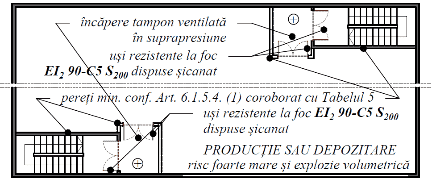 încăpere tampon ventilată
în suprapresiune
uși rezistente la foc
EI2 90-C5 S200 dispuse șicanat
pereți min. conf. Art. 6.1.5.4. (1) coroborat cu Tabelul 5
uși rezistente la foc EI2 90-C5 S200
dispuse șicanat
PRODUCȚIE SAU DEPOZITARE
risc foarte mare și explozie volumetrică